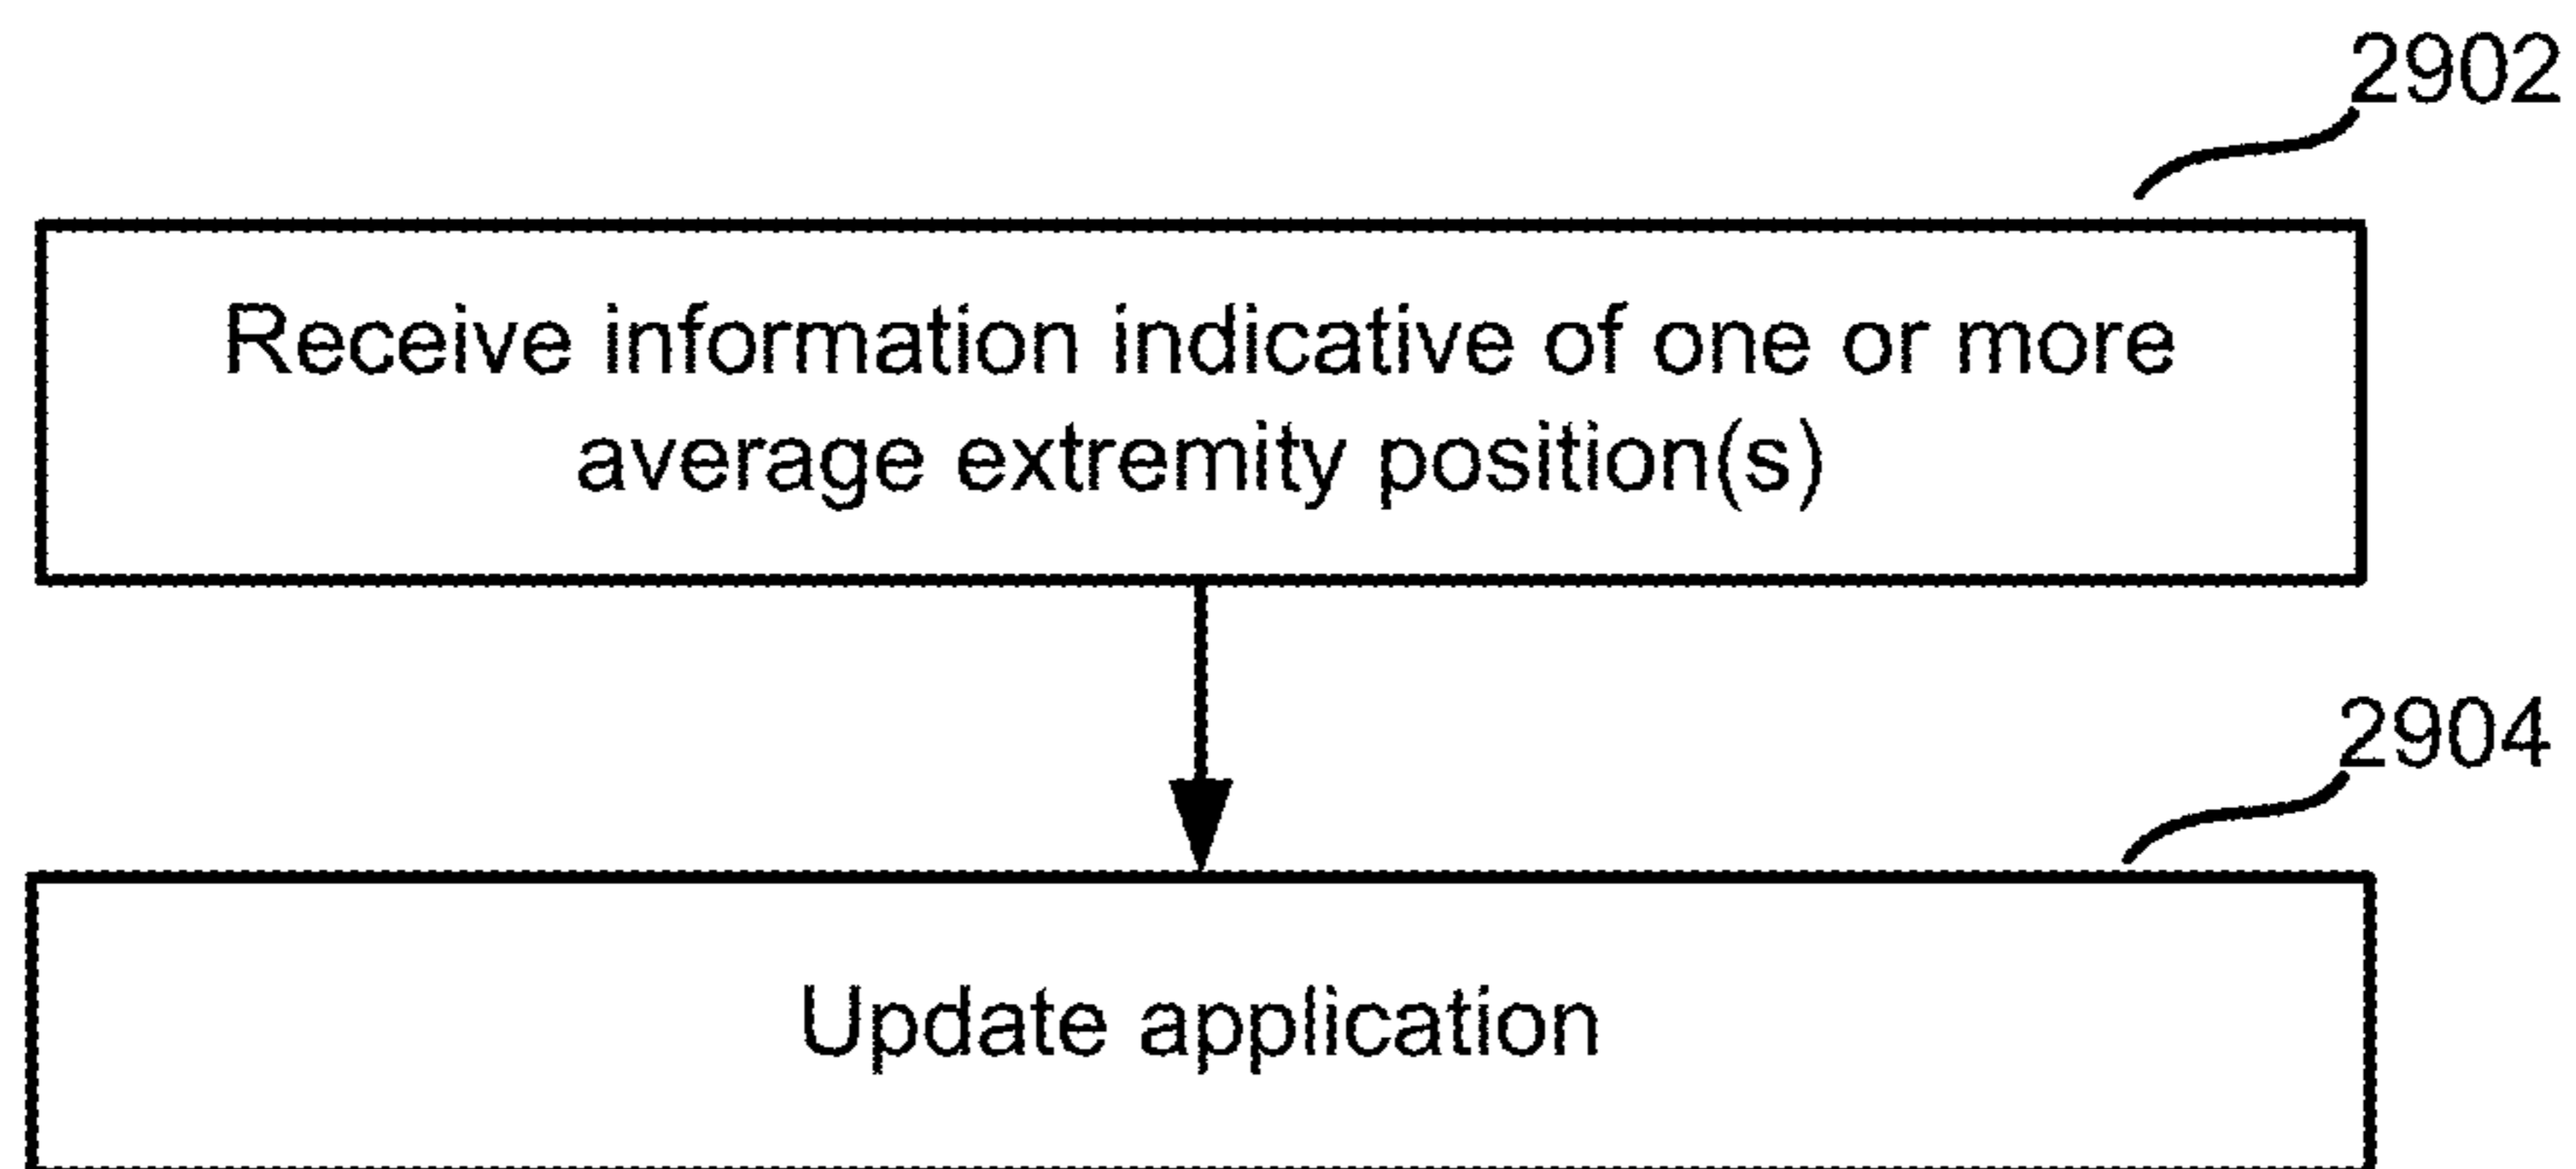 2902
Receive information indicative of one or more
average extremity position(s)
2904
Update application